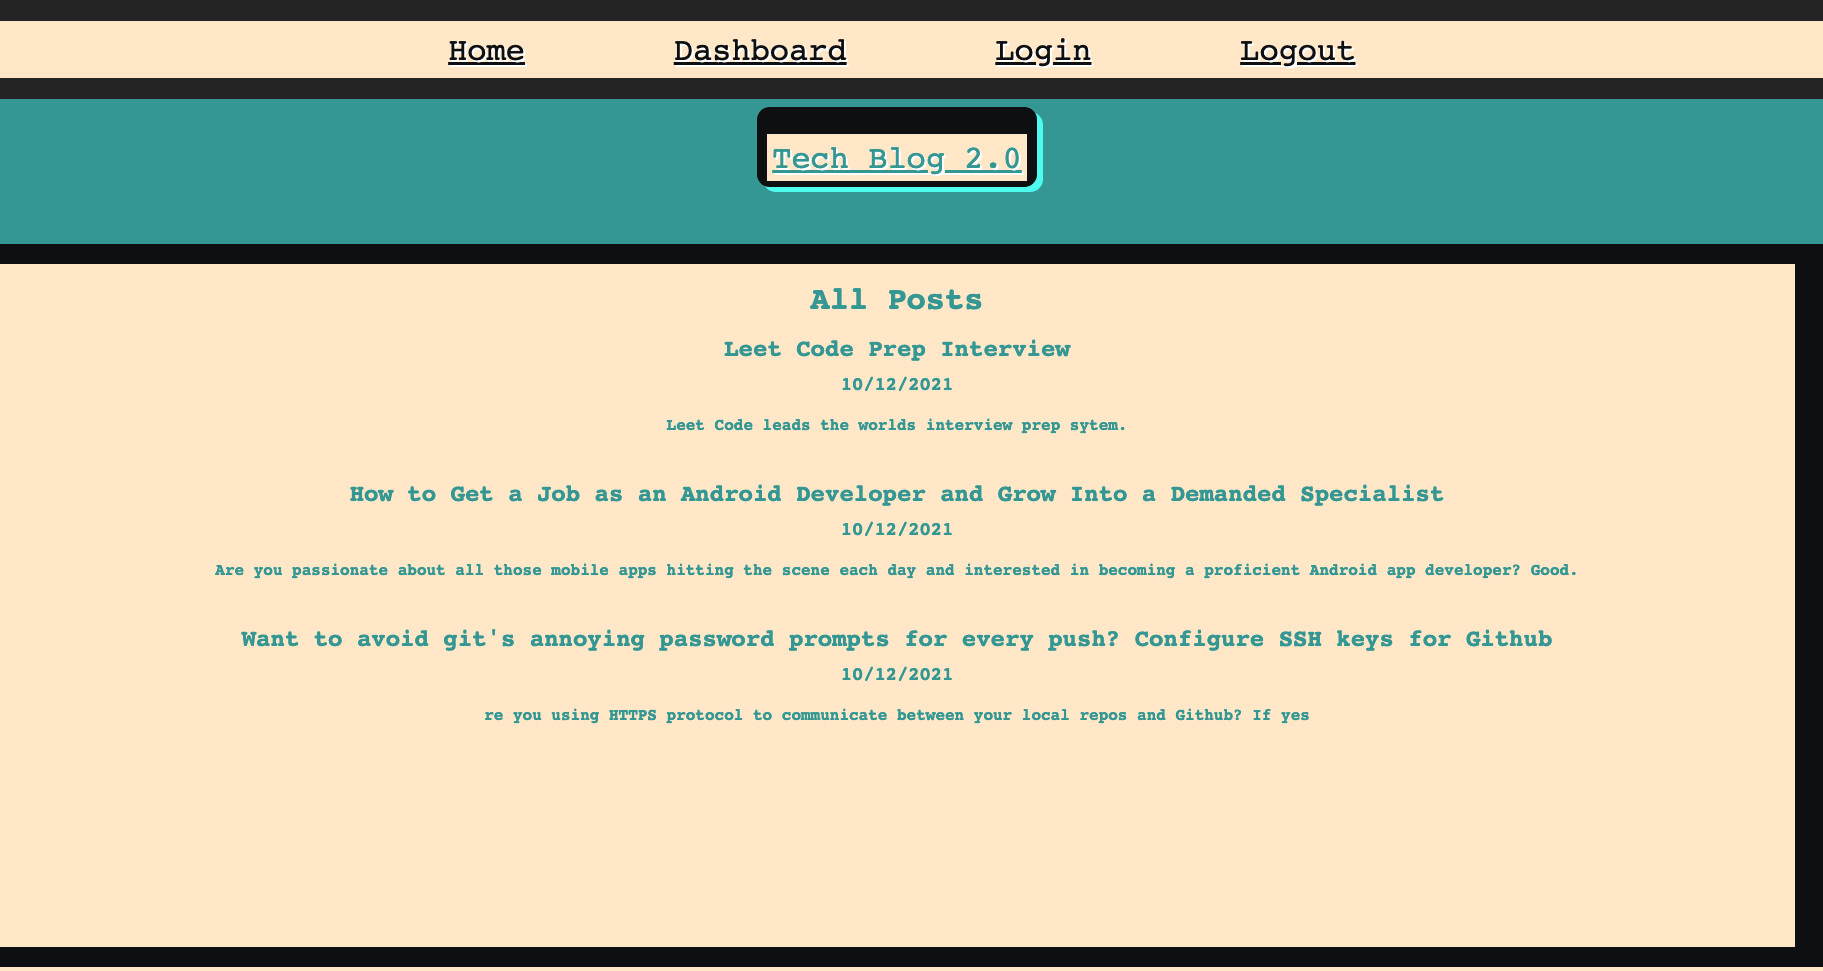 Home Dashboard Login Logout
Tech Blog 2.0
All Posts
Leet Code Prep Interview
10/12/2021
Leet Code leads the worlds interview prep sytem.
How to Get a Job as an Android Developer and Grow Into a Demanded Specialist
10/12/2021
Are you passionate about all those mobile apps hitting the scene each day and interested in becoming a proficient Android app developer? Good.
Want to avoid git's annoying password prompts for every push? Configure SSH keys for Github
10/12/2021
re you using HTTPS protocol to communicate between your local repos and Github? If yes